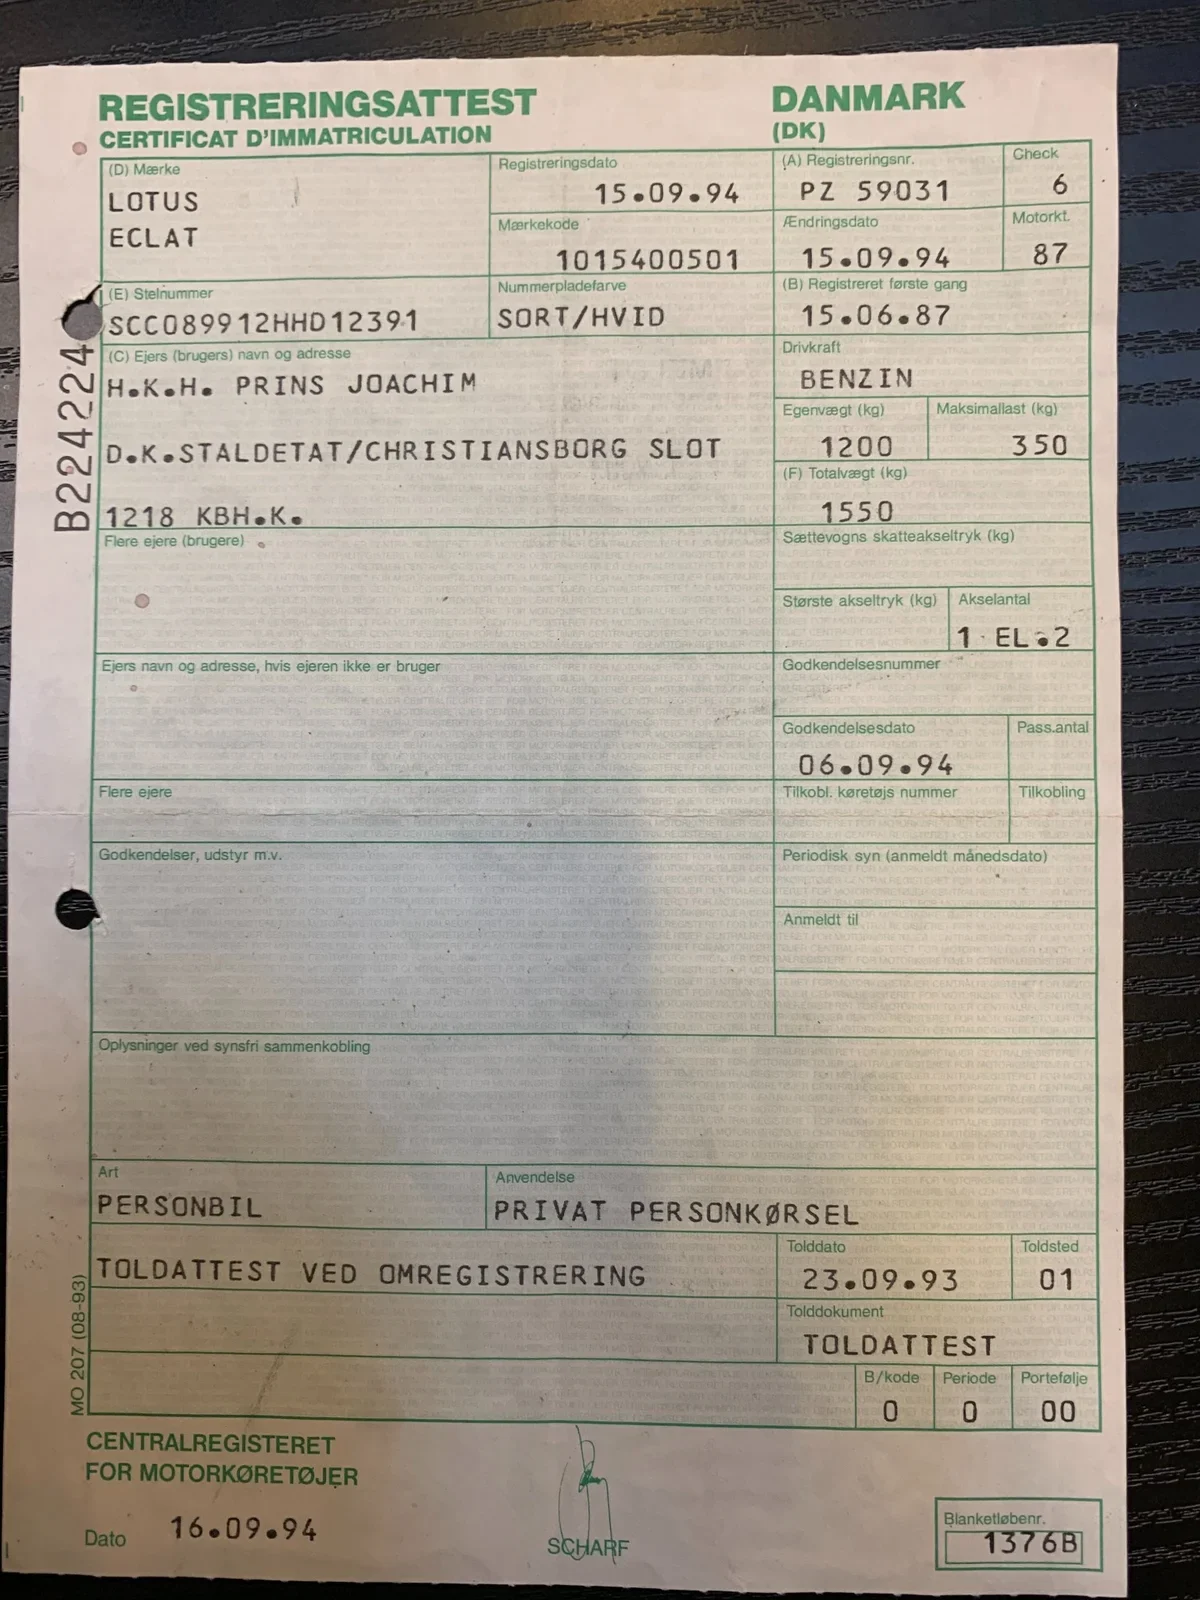 REGISTRERINGSATTEST
CERTIFICAT D'IMMATRICULATION
DANMARK
(DK)
(D) Mærke
LOTUS
ECLAT
Registreringsdato
15.09.94
(A) Registreringsnr.
PZ 59031
Check
6
Mærkekode
1015400501
Ændringsdato
15.09.94
Motorkt.
87
(E) Stelnummer
SCC089912HHD12391
Nummerpladefarve
SORT/HVID
(B) Registreret første gang
15.06.87
(C) Ejers (brugers) navn og adresse
H.K.H. PRINS JOACHIM
D.K.STALDETAT/CHRISTIANSBORG SLOT
1218 KBH.K.
B224224
Drivkraft
BENZIN
Egenvægt (kg)
1200
Maksimallast (kg)
350
(F) Totalvægt (kg)
1550
Flere ejere (brugere)
Sættevogns skatteakseltryk (kg)
Største akseltryk (kg)
Akselantal
1 EL.2
Ejers navn og adresse, hvis ejeren ikke er bruger
Godkendelsesnummer
Godkendelsesdato
06.09.94
Pass.antal
Flere ejere
Tilkobl. køretøjs nummer
Tilkobling
Godkendelser, udstyr m.v.
Periodisk syn (anmeldt månedsdato)
Anmeldt til
Oplysninger ved synsfri sammenkobling
Art
PERSONBIL
Anvendelse
PRIVAT PERSONKØRSEL
TOLDATTEST VED OMREGISTRERING
Tolddato
23.09.93
Toldsted
01
Tolddokument
TOLDATTEST
B/kode
0
Periode
0
Portefølje
00
MO 207 (08-93)
CENTRALREGISTERET
FOR MOTORKØRETØJER
Dato 16.09.94
SCHARF
Blanketløbenr.
1376B